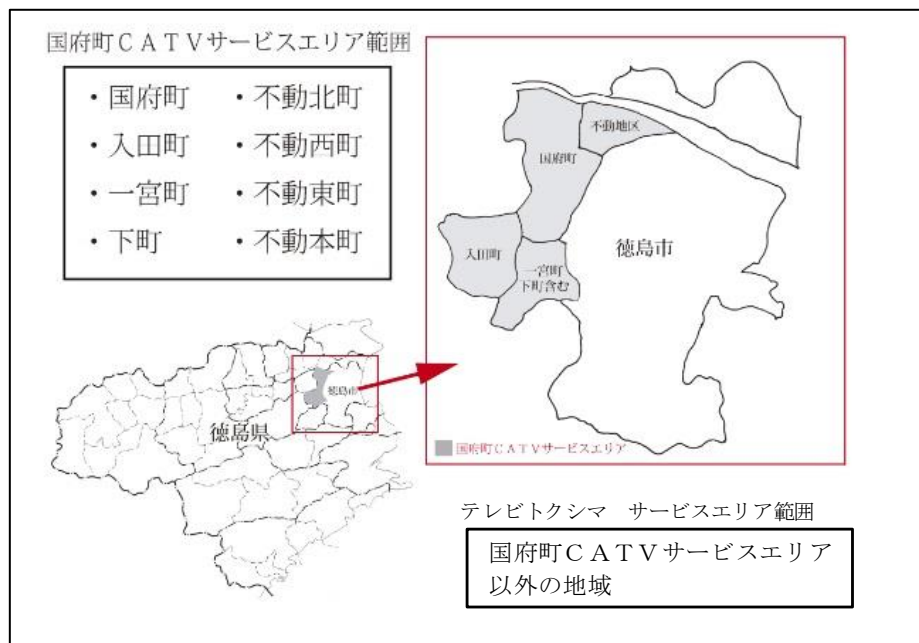 国府町ＣＡＴＶサービスエリア範囲
・国府町 ・不動北町
・入田町 ・不動西町
・一宮町 ・不動東町
・下町 ・不動本町
不動地区
国府町
入田町
一宮町
下町含む
徳島市
国府町ＣＡＴＶサービスエリア
徳島市
徳島県
テレビトクシマ　サービスエリア範囲
国府町ＣＡＴＶサービスエリア
以外の地域